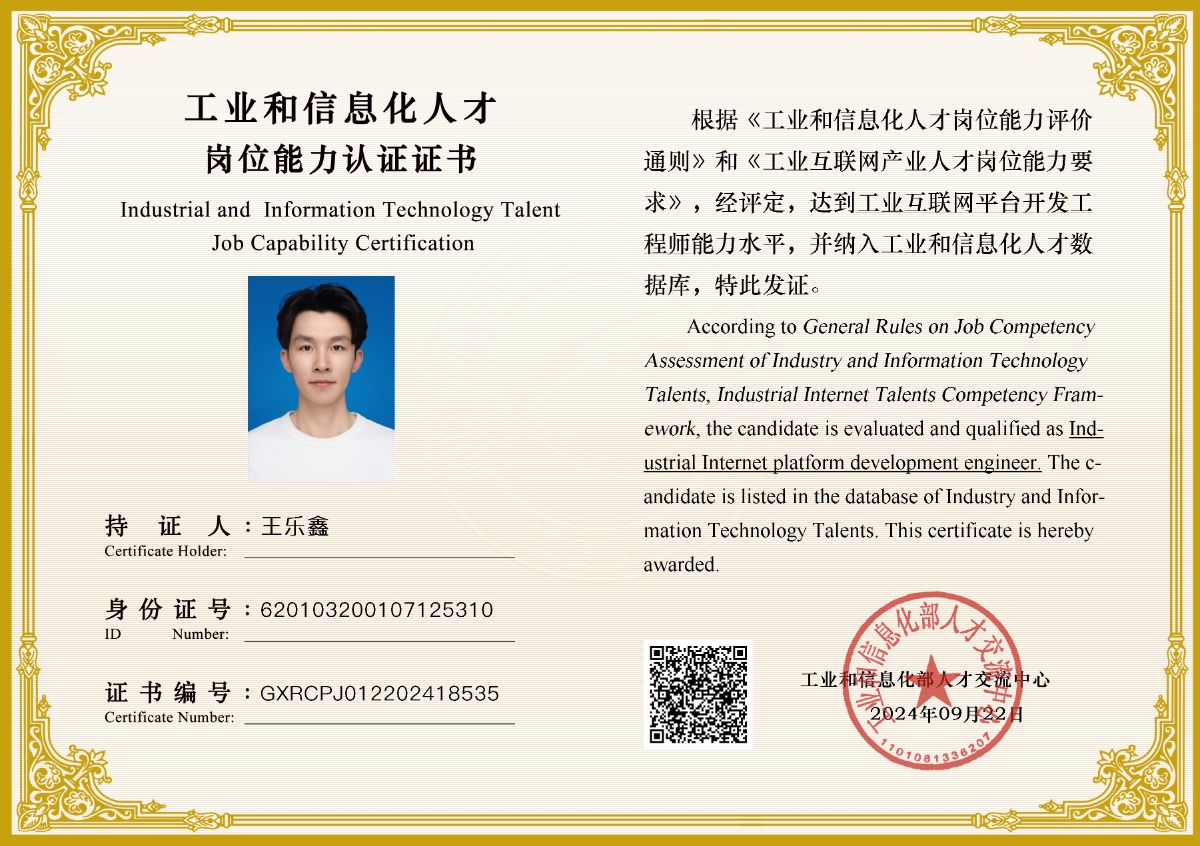 工业和信息化人才
岗位能力认证证书
Industrial and Information Technology Talent
Job Capability Certification
持证人：王乐鑫
Certificate Holder:
身份证号：620103200107125310
ID Number:
证书编号：GXRCPJ012202418535
Certificate Number:
根据《工业和信息化人才岗位能力评价
通则》和《工业互联网产业人才岗位能力要
求》，经评定，达到工业互联网平台开发工
程师能力水平，并纳入工业和信息化人才数
据库，特此发证。
According to General Rules on Job Competency
Assessment of Industry and Information Technology
Talents, Industrial Internet Talents Competency Fram-
ework, the candidate is evaluated and qualified as Ind-
ustrial Internet platform development engineer. The c-
andidate is listed in the database of Industry and Infor-
mation Technology Talents. This certificate is hereby
awarded.
工业和信息化部人才交流中心
2024年09月22日
工业和信息化部人才交流中心
1101081336207